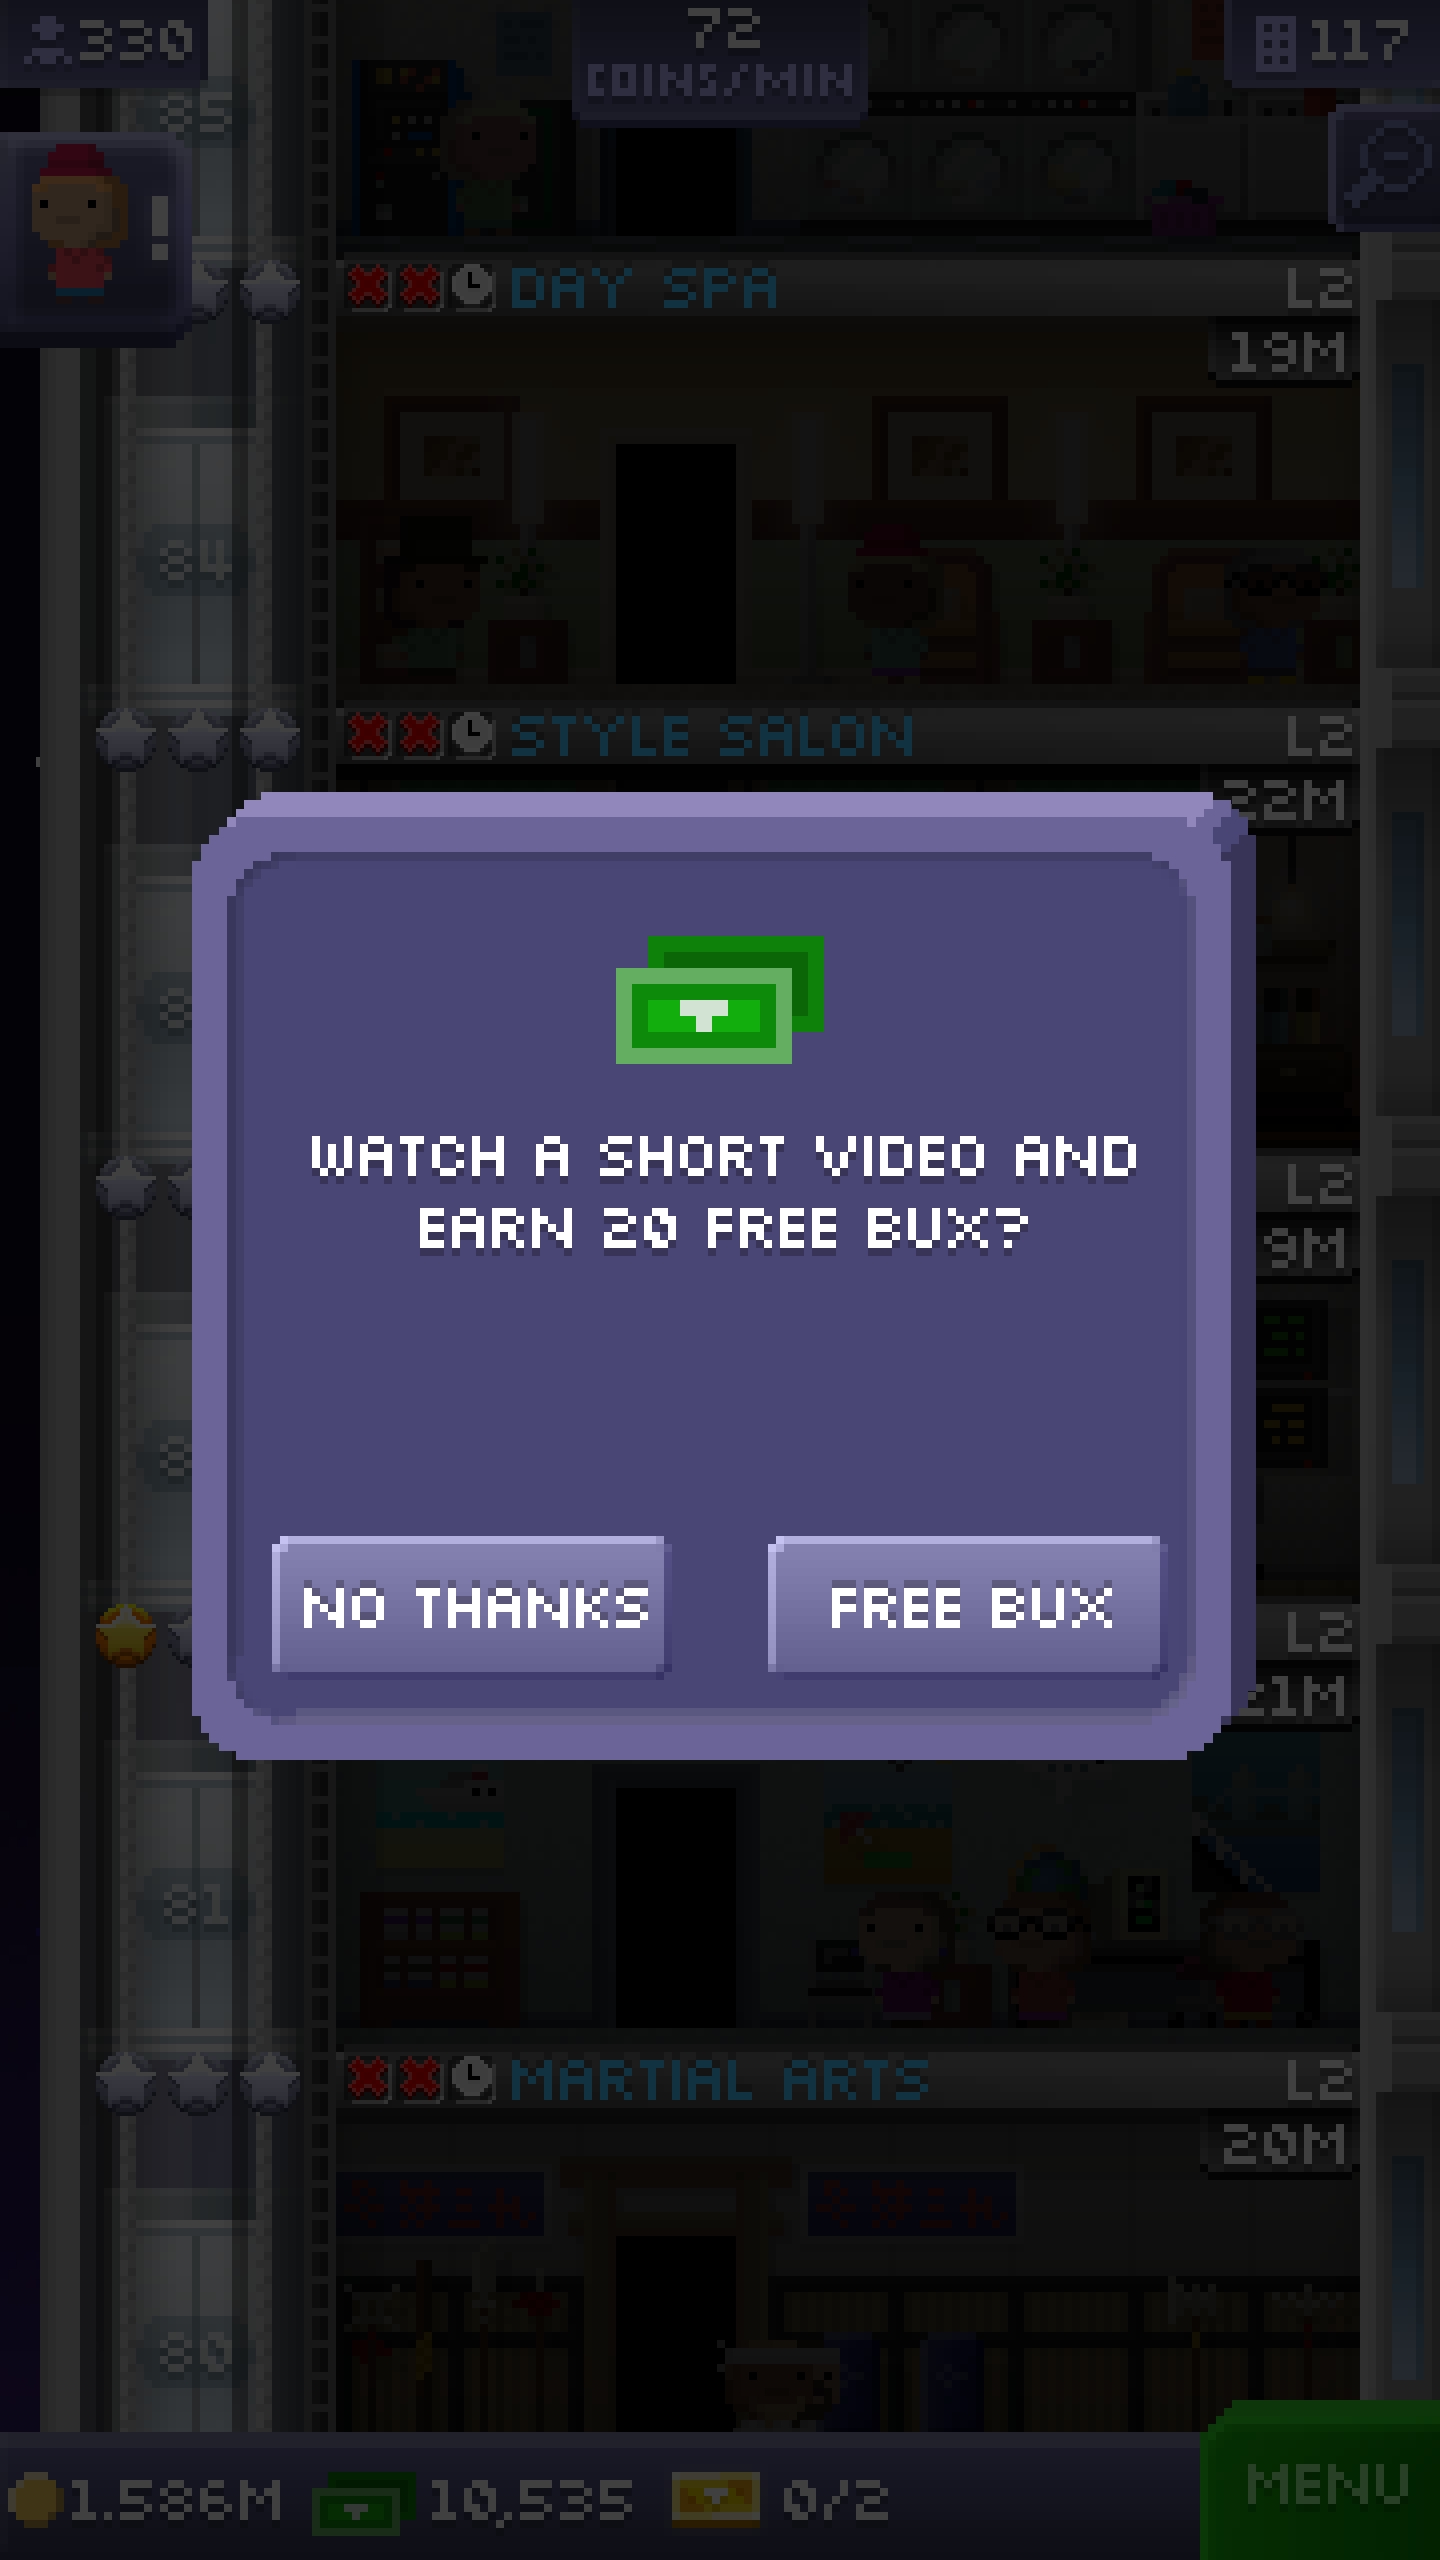 330
72
COINS/MIN
117
85
!
DAY SPA L2
19M
84
STYLE SALON L2
22M
WATCH A SHORT VIDEO AND
EARN 20 FREE BUX?
L2
9M
NO THANKS
FREE BUX
L2
21M
81
MARTIAL ARTS L2
20M
80
1.586M
10,535
0/2
MENU